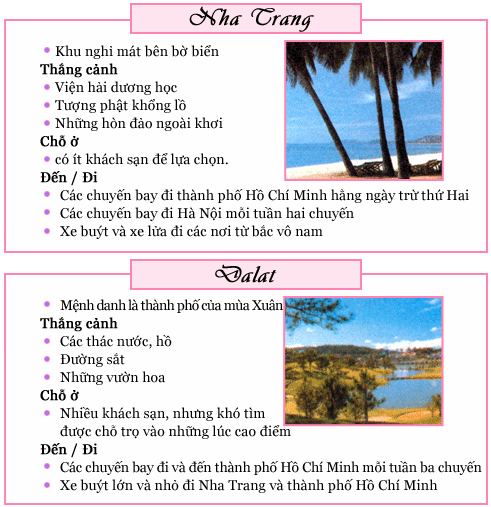 Nha Trang
Khu nghỉ mát bên bờ biển
Thắng cảnh
Viện hải dương học
Tượng phật khổng lồ
Những hòn đảo ngoài khơi
Chỗ ở
có ít khách sạn để lựa chọn.
Đến / Đi
Các chuyến bay đi thành phố Hồ Chí Minh hằng ngày trừ thứ Hai
Các chuyến bay đi Hà Nội mỗi tuần hai chuyến
Xe buýt và xe lửa đi các nơi từ bắc vô nam
Dalat
Mệnh danh là thành phố của mùa Xuân
Thắng cảnh
Các thác nước, hồ
Đường sắt
Những vườn hoa
Chỗ ở
Nhiều khách sạn, nhưng khó tìm
được chỗ trọ vào những lúc cao điểm
Đến / Đi
Các chuyến bay đi và đến thành phố Hồ Chí Minh mỗi tuần ba chuyến
Xe buýt lớn và nhỏ đi Nha Trang và thành phố Hồ Chí Minh